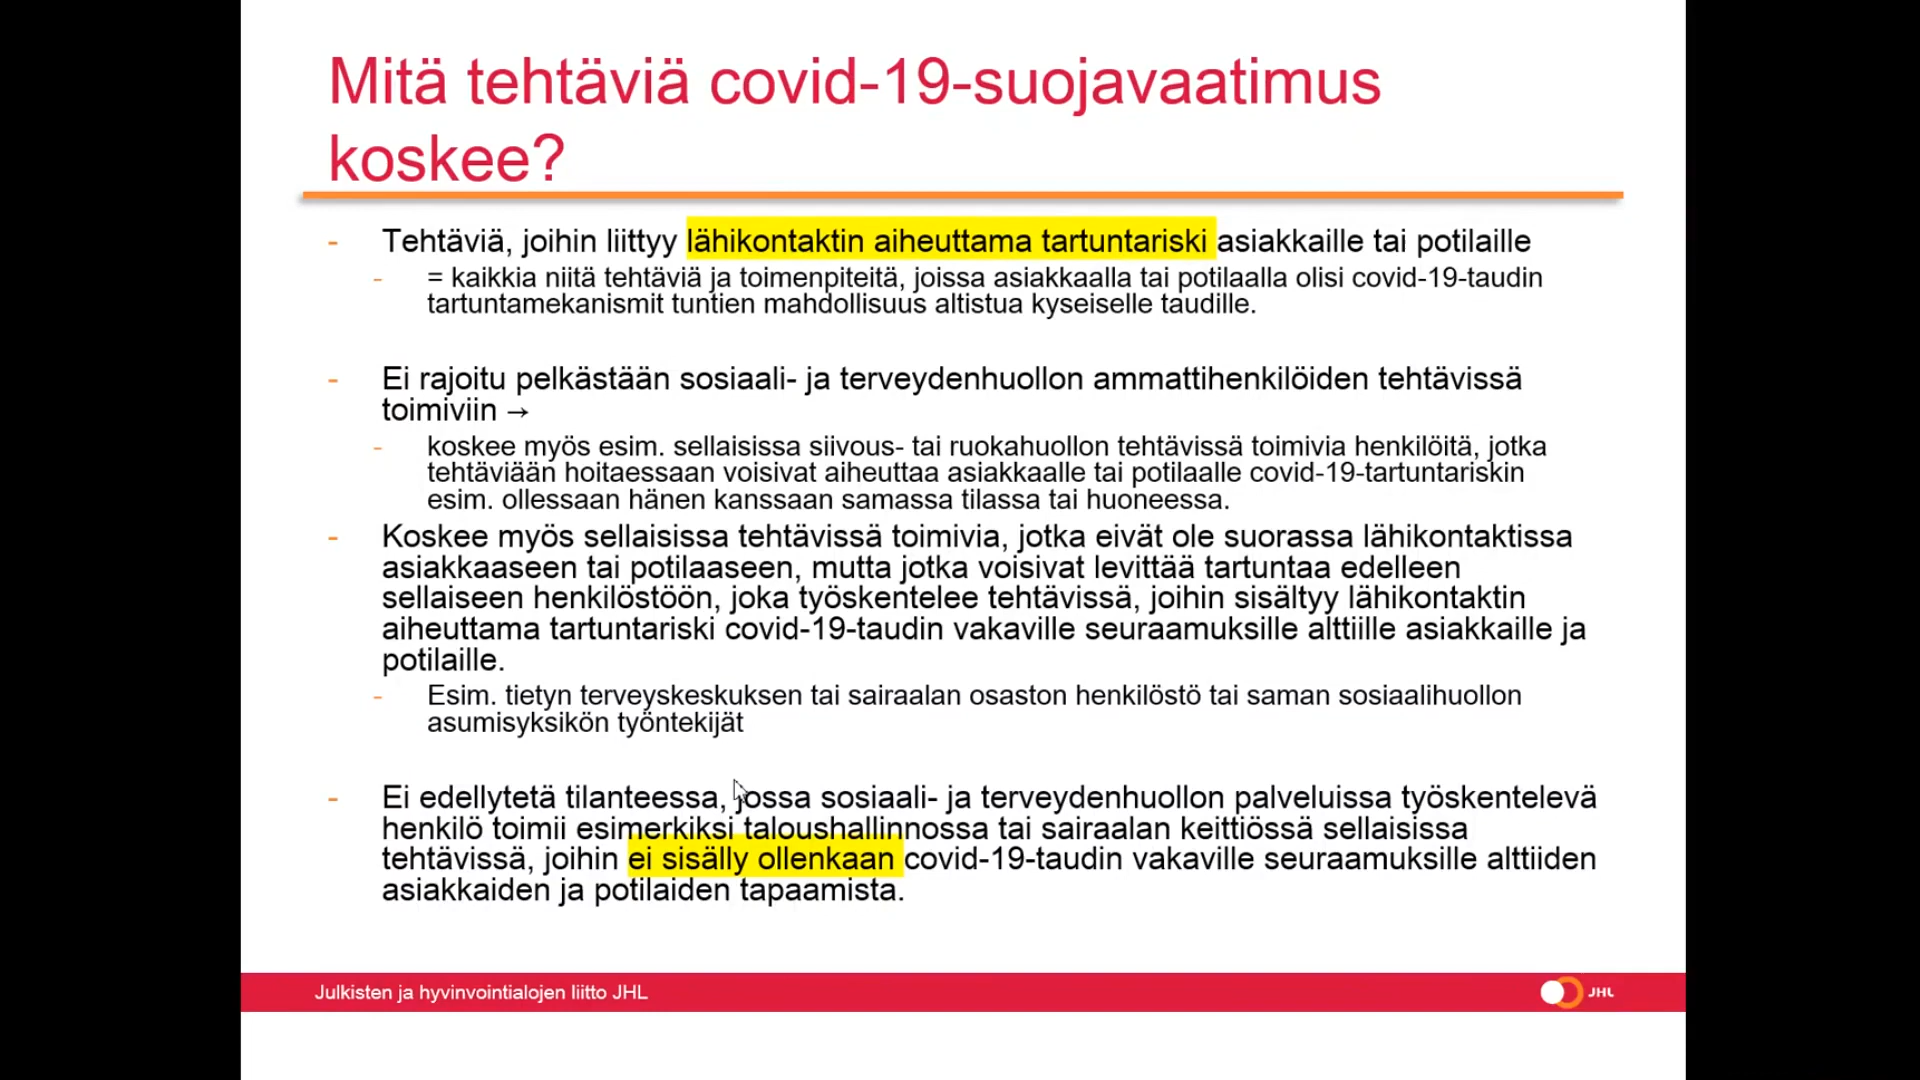 Mitä tehtäviä covid-19-suojavaatimus
koskee?
- Tehtäviä, joihin liittyy lähikontaktin aiheuttama tartuntariski asiakkaille tai potilaille
- = kaikkia niitä tehtäviä ja toimenpiteitä, joissa asiakkaalla tai potilaalla olisi covid-19-taudin
tartuntamekanismit tuntien mahdollisuus altistua kyseiselle taudille.
- Ei rajoitu pelkästään sosiaali- ja terveydenhuollon ammattihenkilöiden tehtävissä
toimiviin →
- koskee myös esim. sellaisissa siivous- tai ruokahuollon tehtävissä toimivia henkilöitä, jotka
tehtäviään hoitaessaan voisivat aiheuttaa asiakkaalle tai potilaalle covid-19-tartuntariskin
esim. ollessaan hänen kanssaan samassa tilassa tai huoneessa.
- Koskee myös sellaisissa tehtävissä toimivia, jotka eivät ole suorassa lähikontaktissa
asiakkaaseen tai potilaaseen, mutta jotka voisivat levittää tartuntaa edelleen
sellaiseen henkilöstöön, joka työskentelee tehtävissä, joihin sisältyy lähikontaktin
aiheuttama tartuntariski covid-19-taudin vakaville seuraamuksille alttiille asiakkaille ja
potilaille.
- Esim. tietyn terveyskeskuksen tai sairaalan osaston henkilöstö tai saman sosiaalihuollon
asumisyksikön työntekijät
- Ei edellytetä tilanteessa, jossa sosiaali- ja terveydenhuollon palveluissa työskentelevä
henkilö toimii esimerkiksi taloushallinnossa tai sairaalan keittiössä sellaisissa
tehtävissä, joihin ei sisälly ollenkaan covid-19-taudin vakaville seuraamuksille alttiiden
asiakkaiden ja potilaiden tapaamista.
Julkisten ja hyvinvointialojen liitto JHL
JHL